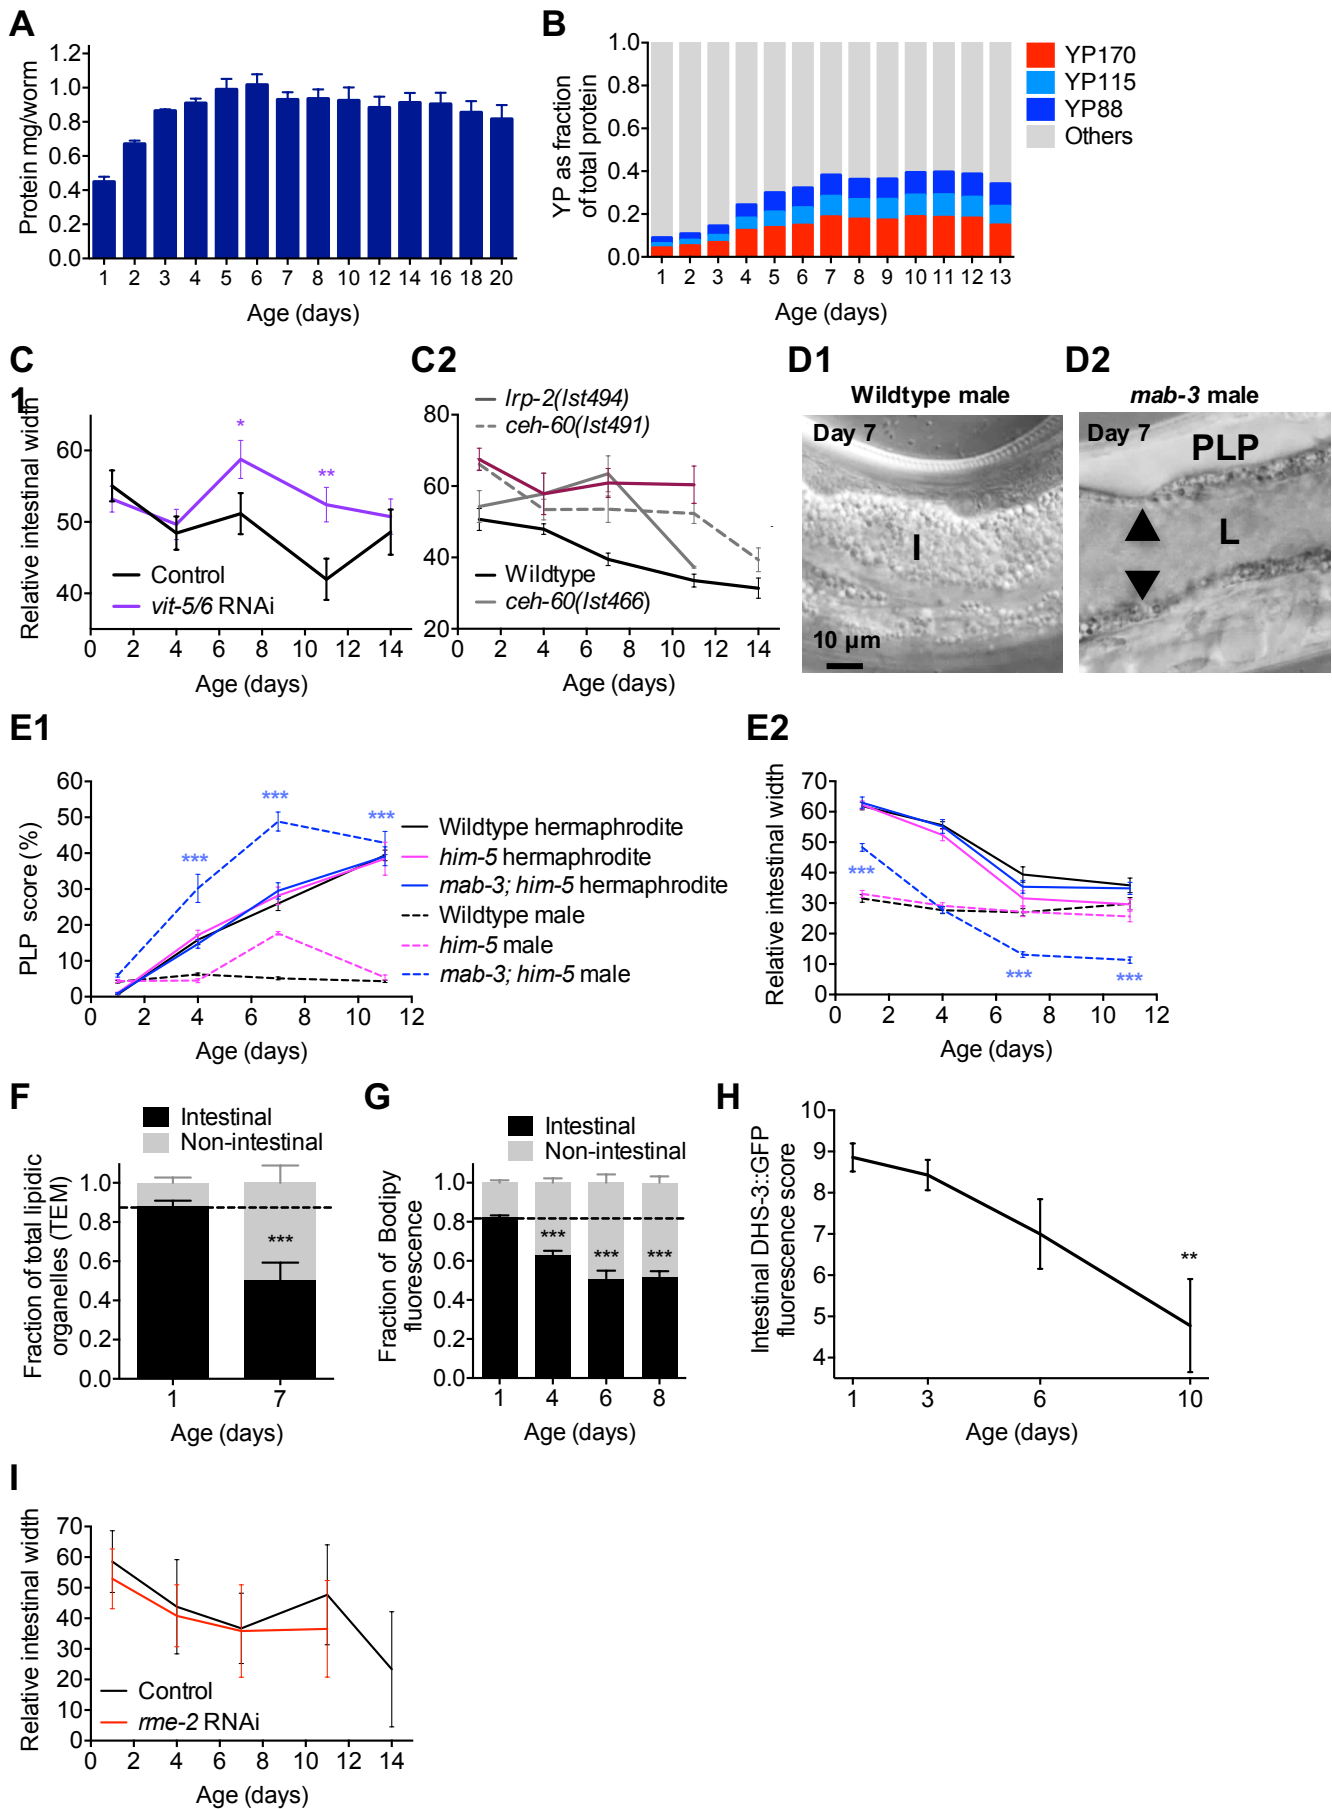 A
Protein mg/worm
1.2
1.0
0.8
0.6
0.4
0.2
0.0
1 2 3 4 5 6 7 8 10 12 14 16 18 20
Age (days)
B
YP as fraction
of total protein
1.0
0.8
0.6
0.4
0.2
0.0
1 2 3 4 5 6 7 8 9 10 11 12 13
Age (days)
YP170
YP115
YP88
Others
C
1
Relative intestinal width
60
50
40
*
**
Control
vit-5/6 RNAi
0 2 4 6 8 10 12 14
Age (days)
C2
lrp-2(lst494)
ceh-60(lst491)
80
60
40
20
Wildtype
ceh-60(lst466)
0 2 4 6 8 10 12 14
Age (days)
D1
Wildtype male
Day 7
I
10 µm
D2
mab-3 male
Day 7
PLP
L
E1
PLP score (%)
60
50
40
30
20
10
0
***
***
***
0 2 4 6 8 10 12
Age (days)
Wildtype hermaphrodite
him-5 hermaphrodite
mab-3; him-5 hermaphrodite
Wildtype male
him-5 male
mab-3; him-5 male
E2
Relative intestinal width
70
60
50
40
30
20
10
0
***
***
***
0 2 4 6 8 10 12
Age (days)
F
Intestinal
Non-intestinal
Fraction of total lipidic
organelles (TEM)
1.0
0.8
0.6
0.4
0.2
0.0
***
1 7
Age (days)
G
Intestinal
Non-intestinal
Fraction of Bodipy
fluorescence
1.0
0.8
0.6
0.4
0.2
0.0
***
***
***
1 4 6 8
Age (days)
H
Intestinal DHS-3::GFP
fluorescence score
10
9
8
7
6
5
4
**
1 3 6 10
Age (days)
I
Relative intestinal width
70
60
50
40
30
20
10
0
Control
rme-2 RNAi
0 2 4 6 8 10 12 14
Age (days)